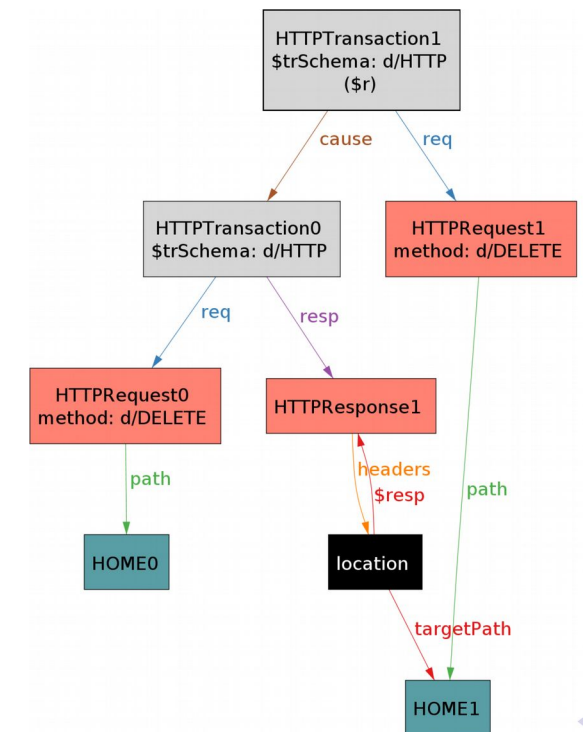 HTTPTransaction1
$trSchema: d/HTTP
($r)
cause
req
HTTPTransaction0
$trSchema: d/HTTP
HTTPRequest1
method: d/DELETE
req
resp
HTTPRequest0
method: d/DELETE
HTTPResponse1
headers
$resp
path
path
HOME0
location
targetPath
HOME1